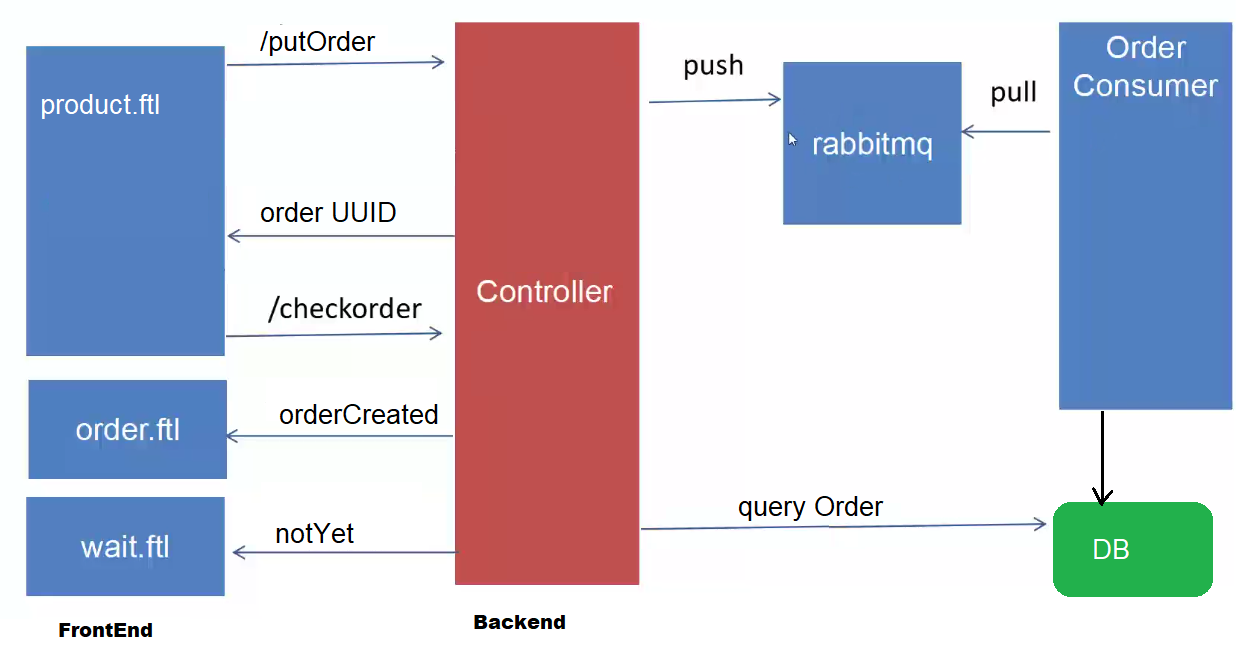 /putOrder
product.ftl
order UUID
/checkorder
orderCreated
order.ftl
notYet
wait.ftl
FrontEnd
Controller
Backend
push
rabbitmq
pull
Order
Consumer
query Order
DB